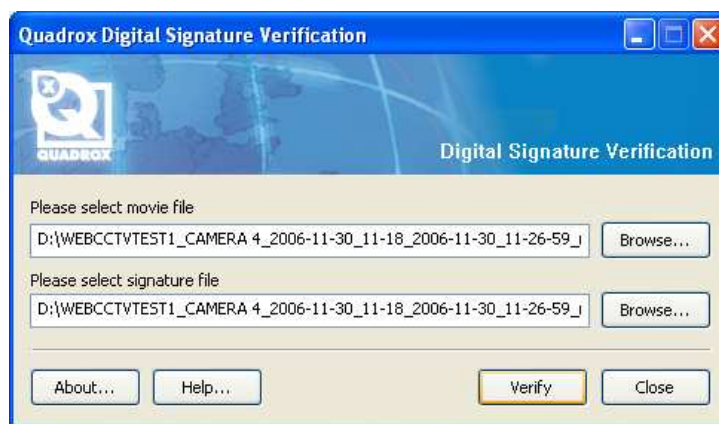 Quadrox Digital Signature Verification
QUADROX
Digital Signature Verification
Please select movie file
D:\WEBCCTVTEST1_CAMERA 4_2006-11-30_11-18_2006-11-30_11-26-59_
Browse...
Please select signature file
D:\WEBCCTVTEST1_CAMERA 4_2006-11-30_11-18_2006-11-30_11-26-59_
Browse...
About...
Help...
Verify
Close